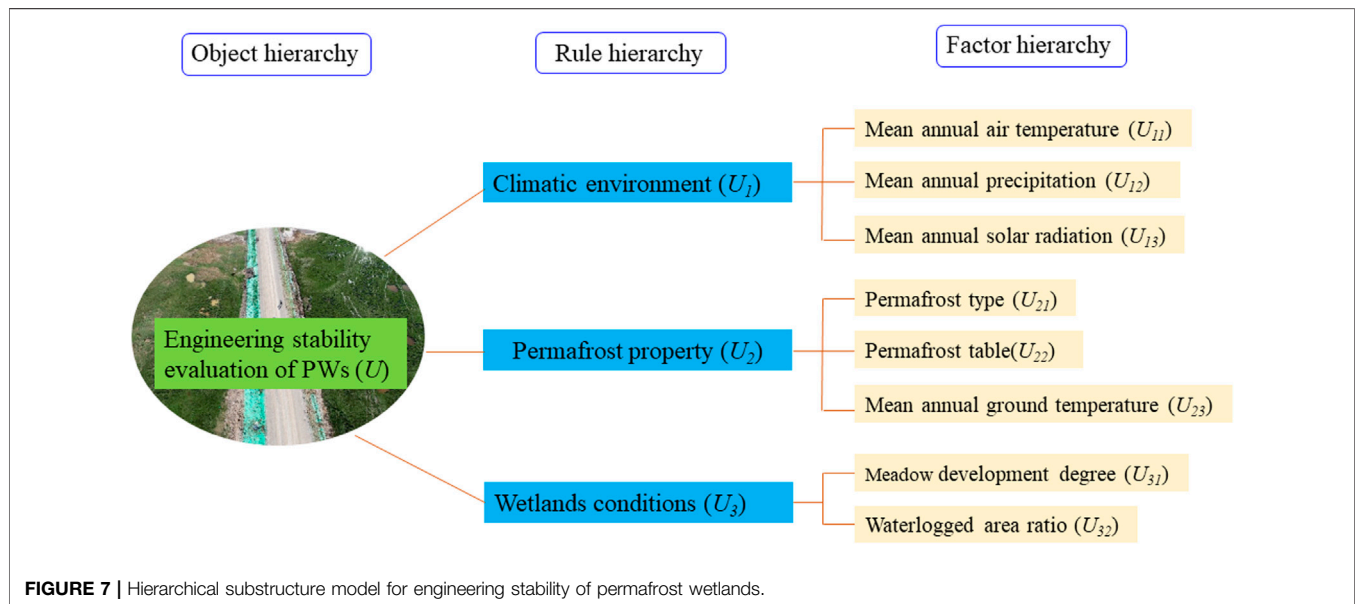 Object hierarchy
Rule hierarchy
Factor hierarchy
Engineering stability
evaluation of PWs (U)
Climatic environment (U1)
Mean annual air temperature (U11)
Mean annual precipitation (U12)
Mean annual solar radiation (U13)
Permafrost property (U2)
Permafrost type (U21)
Permafrost table(U22)
Mean annual ground temperature (U23)
Wetlands conditions (U3)
Meadow development degree (U31)
Waterlogged area ratio (U32)
FIGURE 7 | Hierarchical substructure model for engineering stability of permafrost wetlands.